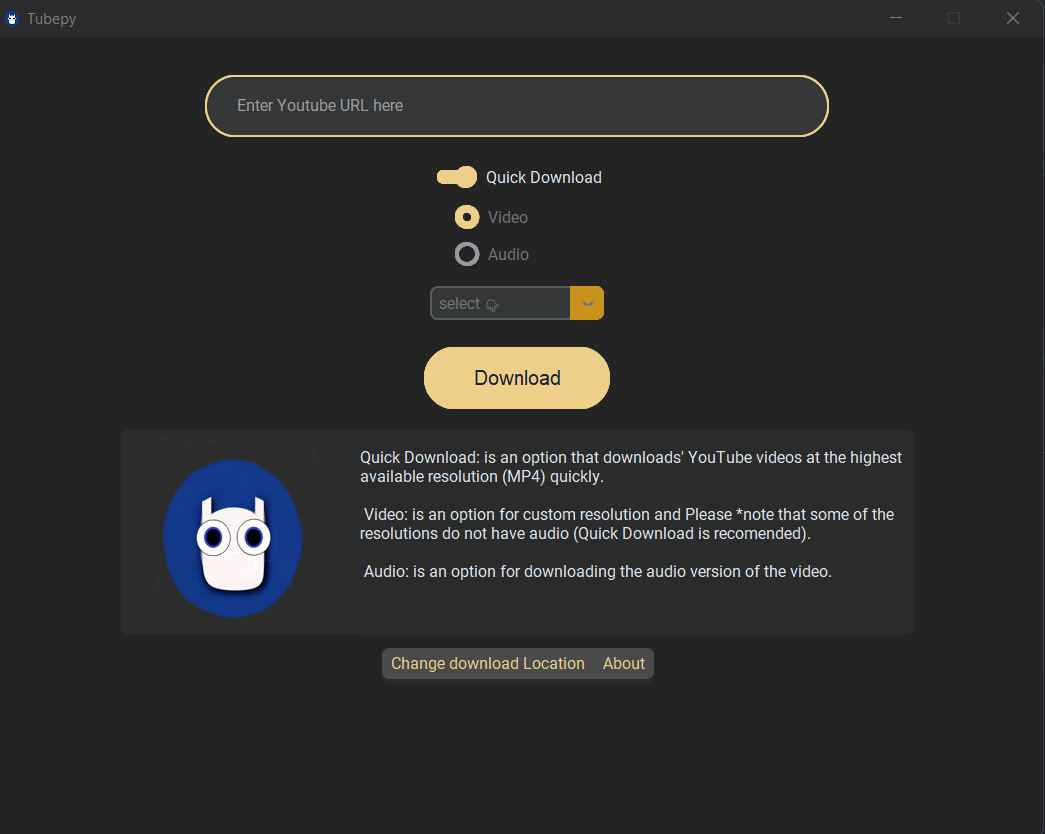 Tubepy
Enter Youtube URL here
Quick Download
Video
Audio
select
Download
Quick Download: is an option that downloads' YouTube videos at the highest
available resolution (MP4) quickly.
Video: is an option for custom resolution and Please *note that some of the
resolutions do not have audio (Quick Download is recomended).
Audio: is an option for downloading the audio version of the video.
Change download Location About